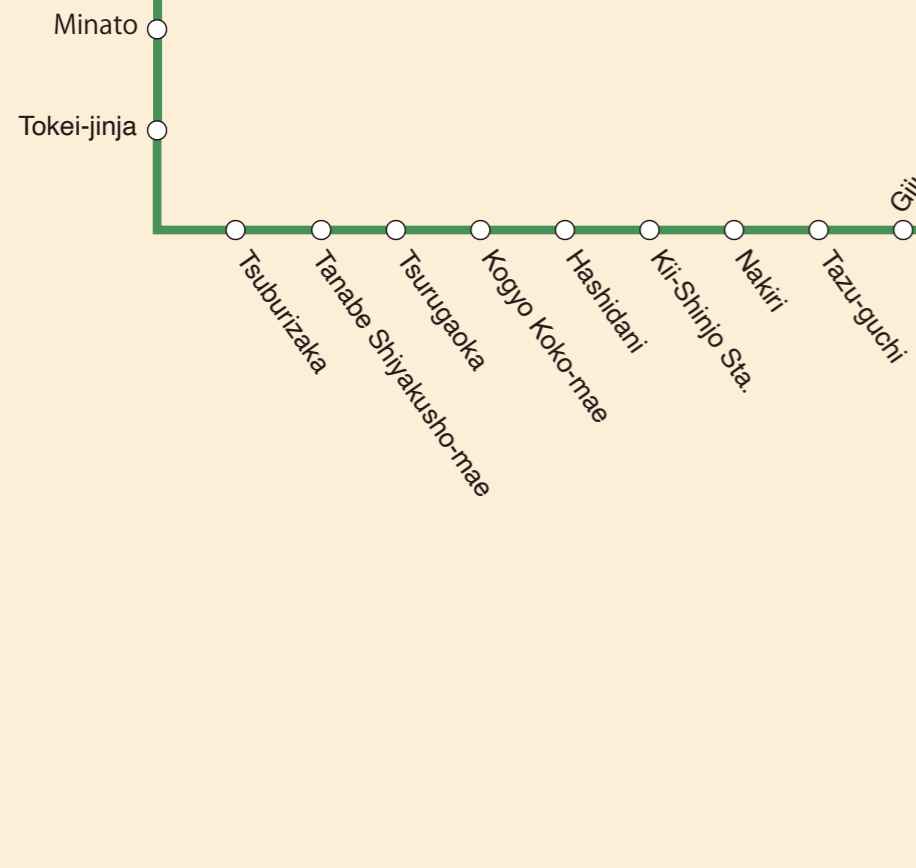 Minato
Tokei-jinja
Tsuburizaka
Tanabe Shiyakusho-mae
Tsurugaoka
Kogyo Koko-mae
Hashidani
Kii-Shinjo Sta.
Nakiri
Tazu-guchi